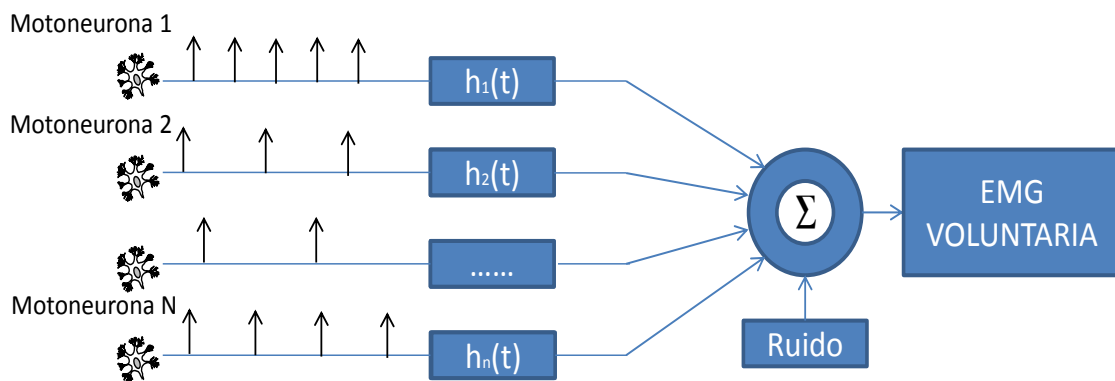 Motoneurona 1
h₁(t)
Motoneurona 2
h₂(t)
Σ
EMG
VOLUNTARIA
......
Motoneurona N
hₙ(t)
Ruido